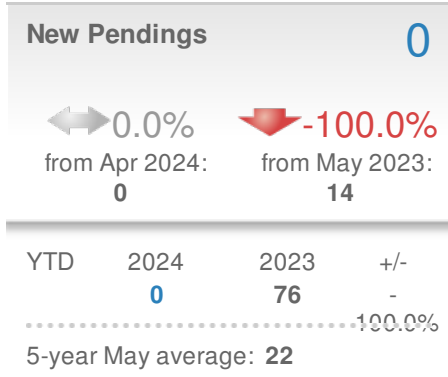 New Pendings 0
0.0% -100.0%
from Apr 2024: from May 2023:
0 14
YTD 2024 2023 +/-
0 76 -
100.0%
5-year May average: 22